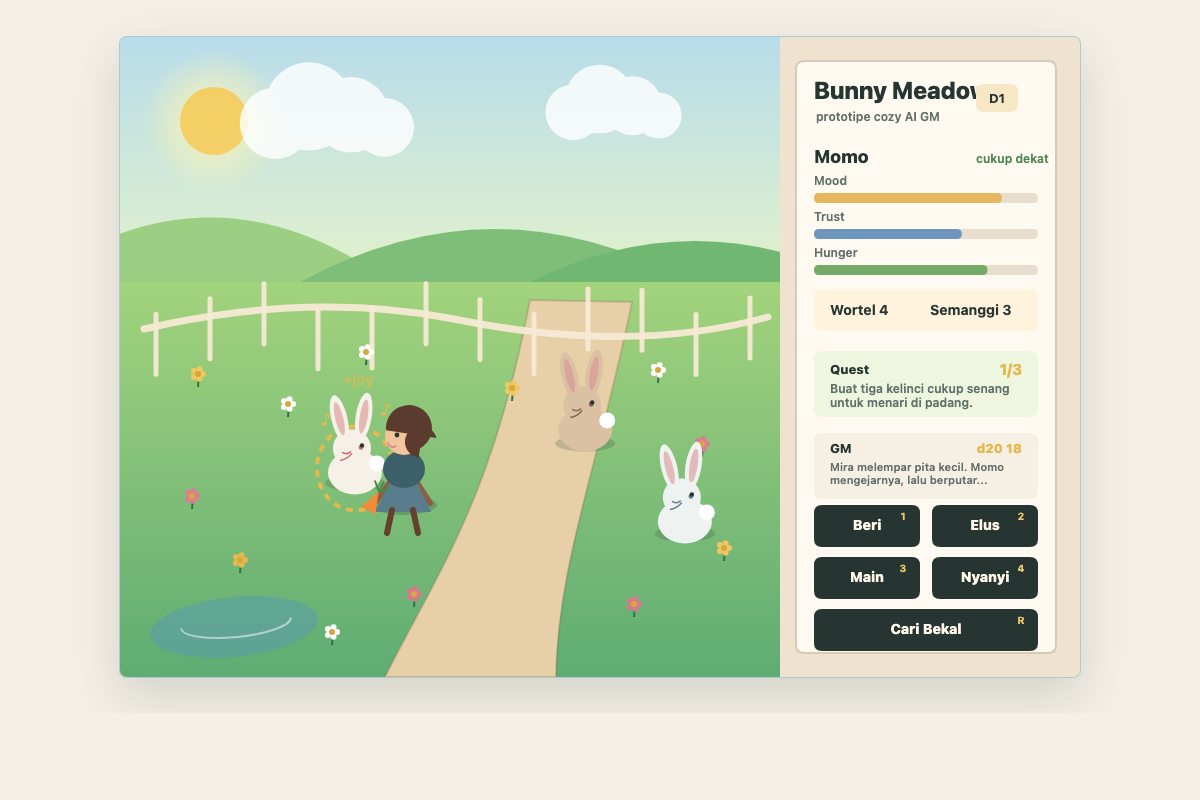 Bunny Meadow
D1
prototipe cozy AI GM
Momo
cukup dekat
Mood
Trust
Hunger
Wortel 4
Semanggi 3
Quest
1/3
Buat tiga kelinci cukup senang
untuk menari di padang.
GM
d20 18
Mira melempar pita kecil. Momo
mengejarnya, lalu berputar...
Beri
1
Elus
2
Main
3
Nyanyi
4
Cari Bekal
R
+joy